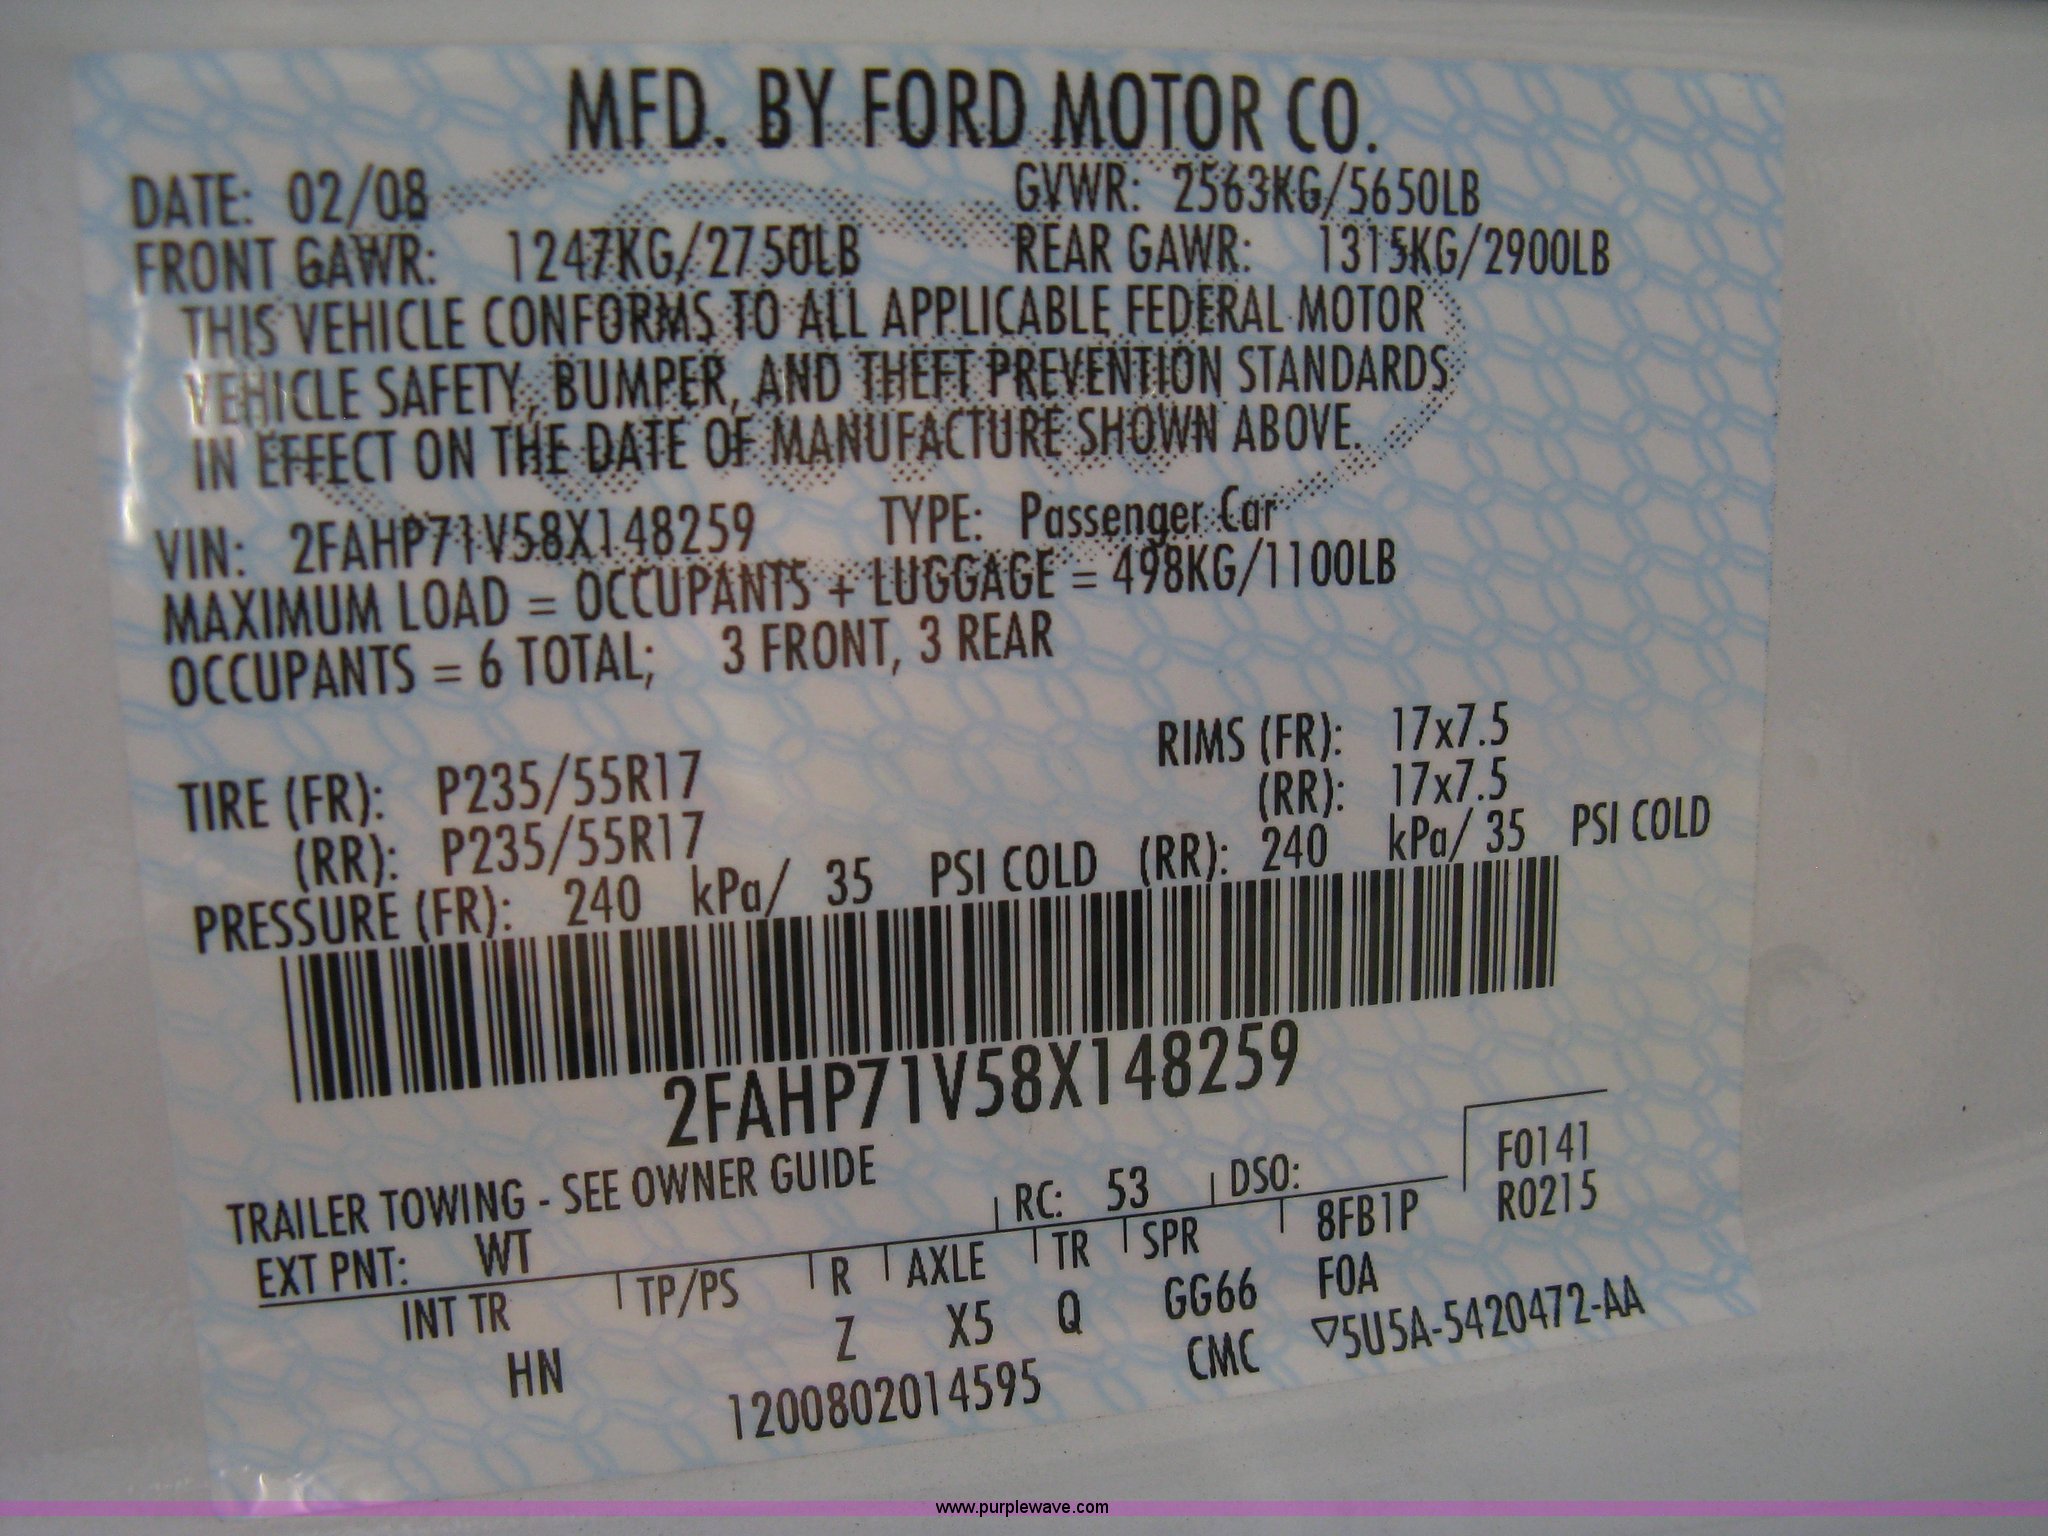 MFD. BY FORD MOTOR CO.
DATE: 02/08 GVWR: 2563KG/5650LB
FRONT GAWR: 1247KG/2750LB REAR GAWR: 1315KG/2900LB
THIS VEHICLE CONFORMS TO ALL APPLICABLE FEDERAL MOTOR
VEHICLE SAFETY, BUMPER, AND THEFT PREVENTION STANDARDS
IN EFFECT ON THE DATE OF MANUFACTURE SHOWN ABOVE.
VIN: 2FAHP71V58X148259 TYPE: Passenger Car
MAXIMUM LOAD = OCCUPANTS + LUGGAGE = 498KG/1100LB
OCCUPANTS = 6 TOTAL; 3 FRONT, 3 REAR
TIRE (FR): P235/55R17 RIMS (FR): 17x7.5
(RR): P235/55R17 (RR): 17x7.5
PRESSURE (FR): 240 kPa/ 35 PSI COLD (RR): 240 kPa/ 35 PSI COLD
2FAHP71V58X148259
TRAILER TOWING - SEE OWNER GUIDE
EXT PNT: WT RC: 53 DSO: F0141
R0215
INT TR TP/PS R AXLE TR SPR 8FB1P
HN Z X5 Q GG66 F0A
1200802014595 CMC ▽5U5A-5420472-AA
www.purplewave.com